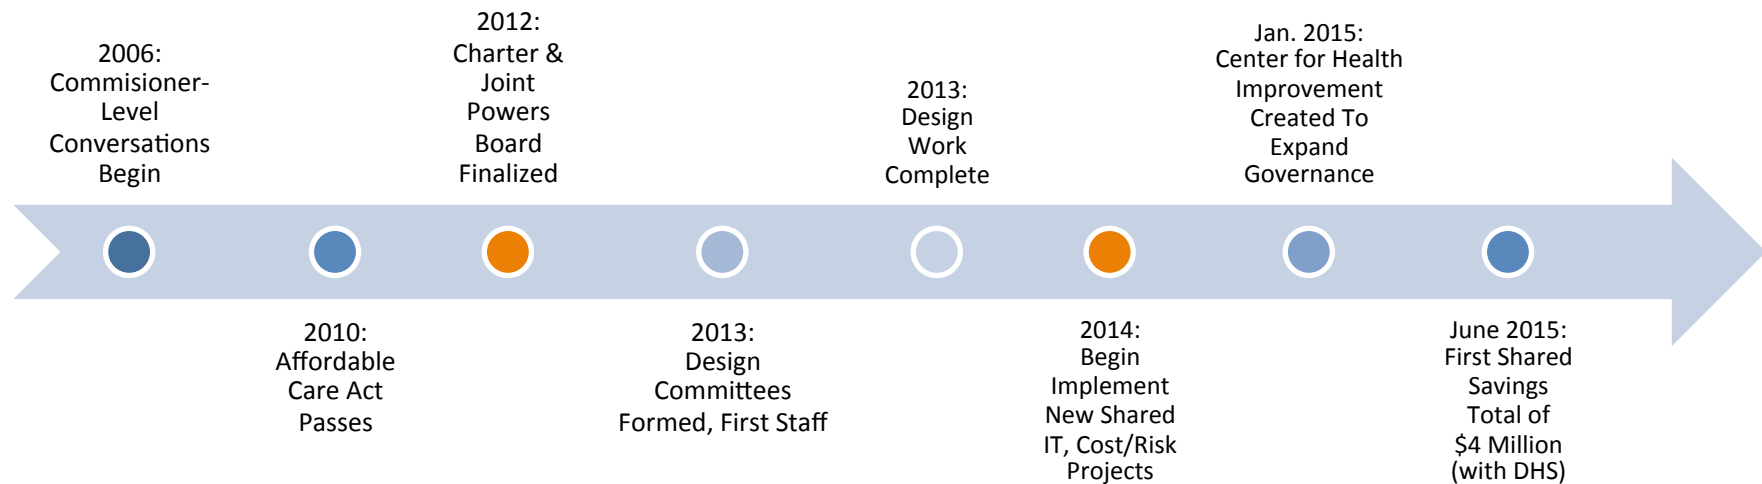 2006:
Commisioner-
Level
Conversations
Begin
2010:
Affordable
Care Act
Passes
2012:
Charter &
Joint
Powers
Board
Finalized
2013:
Design
Committees
Formed, First Staff
2013:
Design
Work
Complete
2014:
Begin
Implement
New Shared
IT, Cost/Risk
Projects
Jan. 2015:
Center for Health
Improvement
Created To
Expand
Governance
June 2015:
First Shared
Savings
Total of
$4 Million
(with DHS)